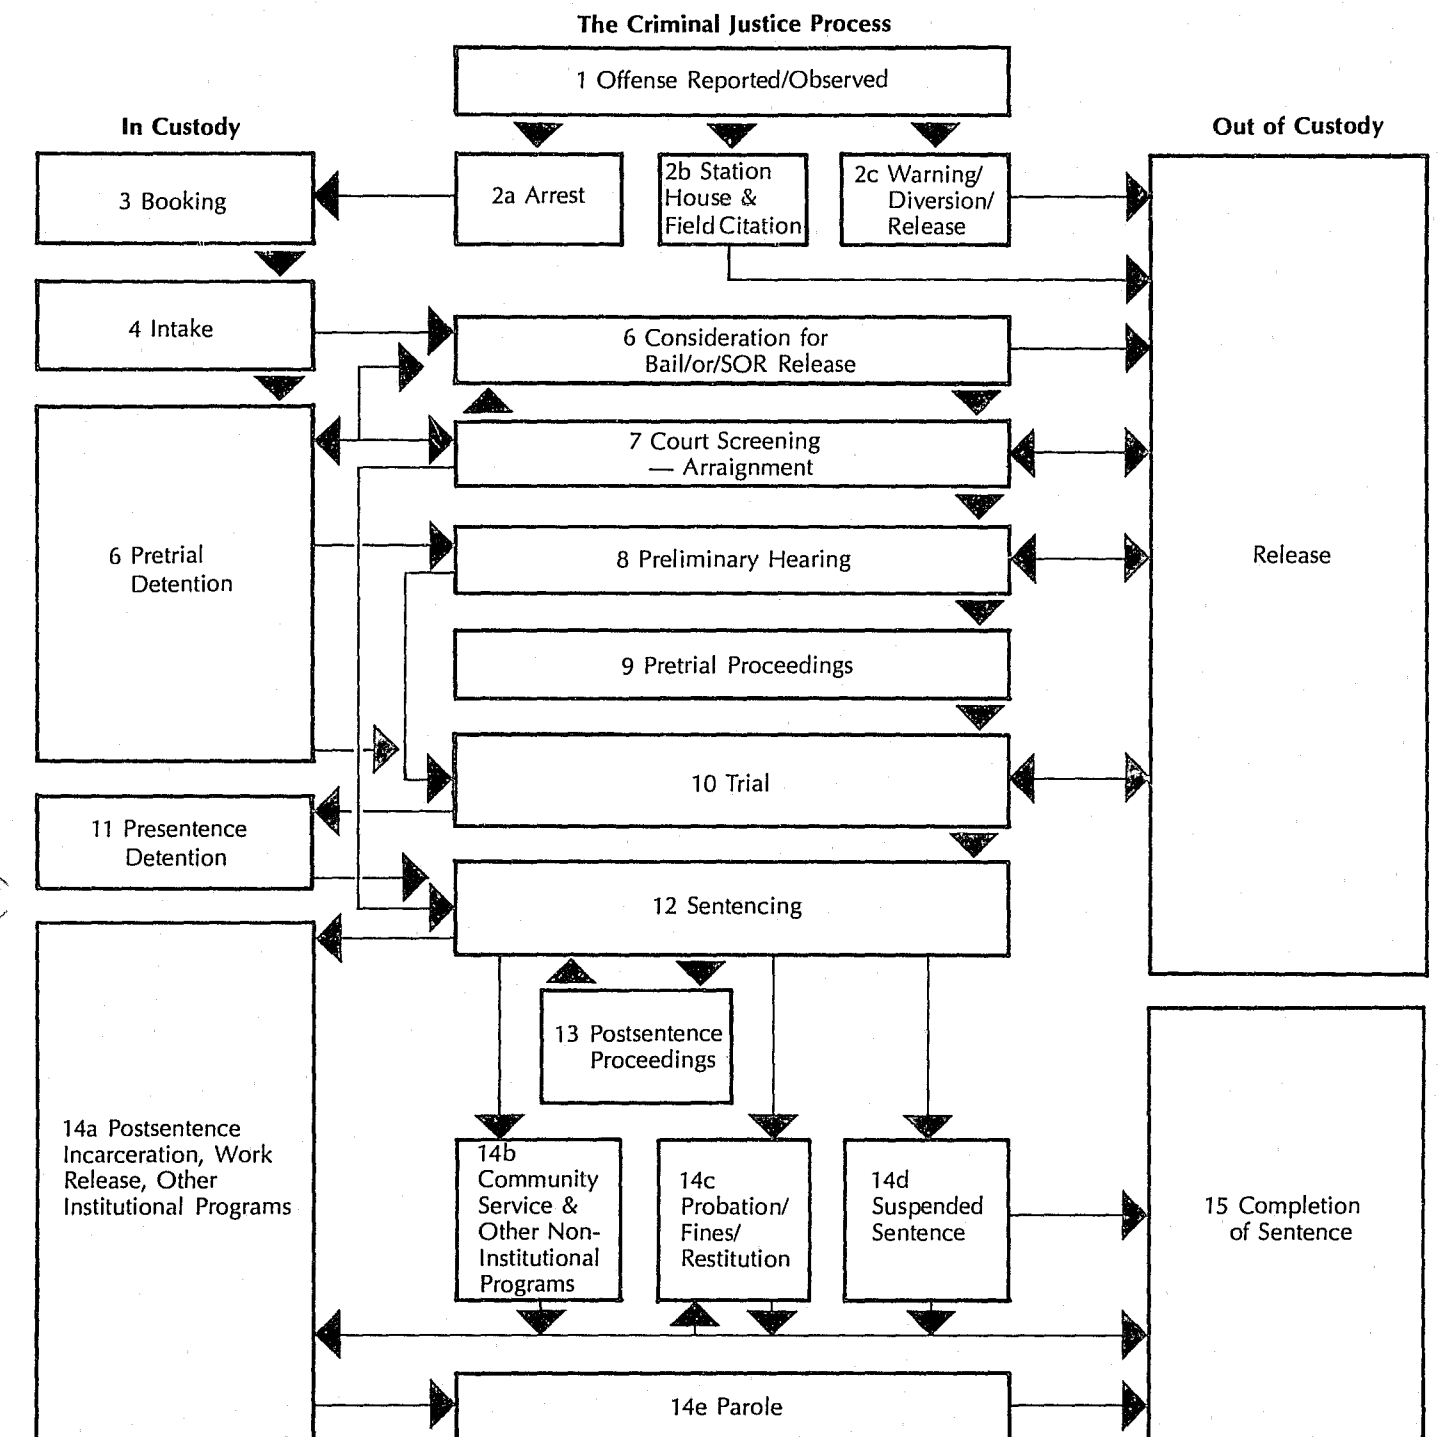 The Criminal Justice Process
1 Offense Reported/Observed
In Custody
Out of Custody
3 Booking
2a Arrest
2b Station
House &
Field Citation
2c Warning/
Diversion/
Release
4 Intake
6 Consideration for
Bail/or/SOR Release
7 Court Screening
— Arraignment
6 Pretrial
Detention
8 Preliminary Hearing
Release
9 Pretrial Proceedings
10 Trial
11 Presentence
Detention
12 Sentencing
13 Postsentence
Proceedings
14a Postsentence
Incarceration, Work
Release, Other
Institutional Programs
14b
Community
Service &
Other Non-
Institutional
Programs
14c
Probation/
Fines/
Restitution
14d
Suspended
Sentence
15 Completion
of Sentence
14e Parole